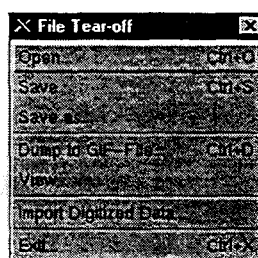 File Tear-off
Open Ctrl+O
Save Ctrl+S
Save as
Dump to GIF-File Ctrl+D
View
Import Digitized Data
Exit Ctrl+X